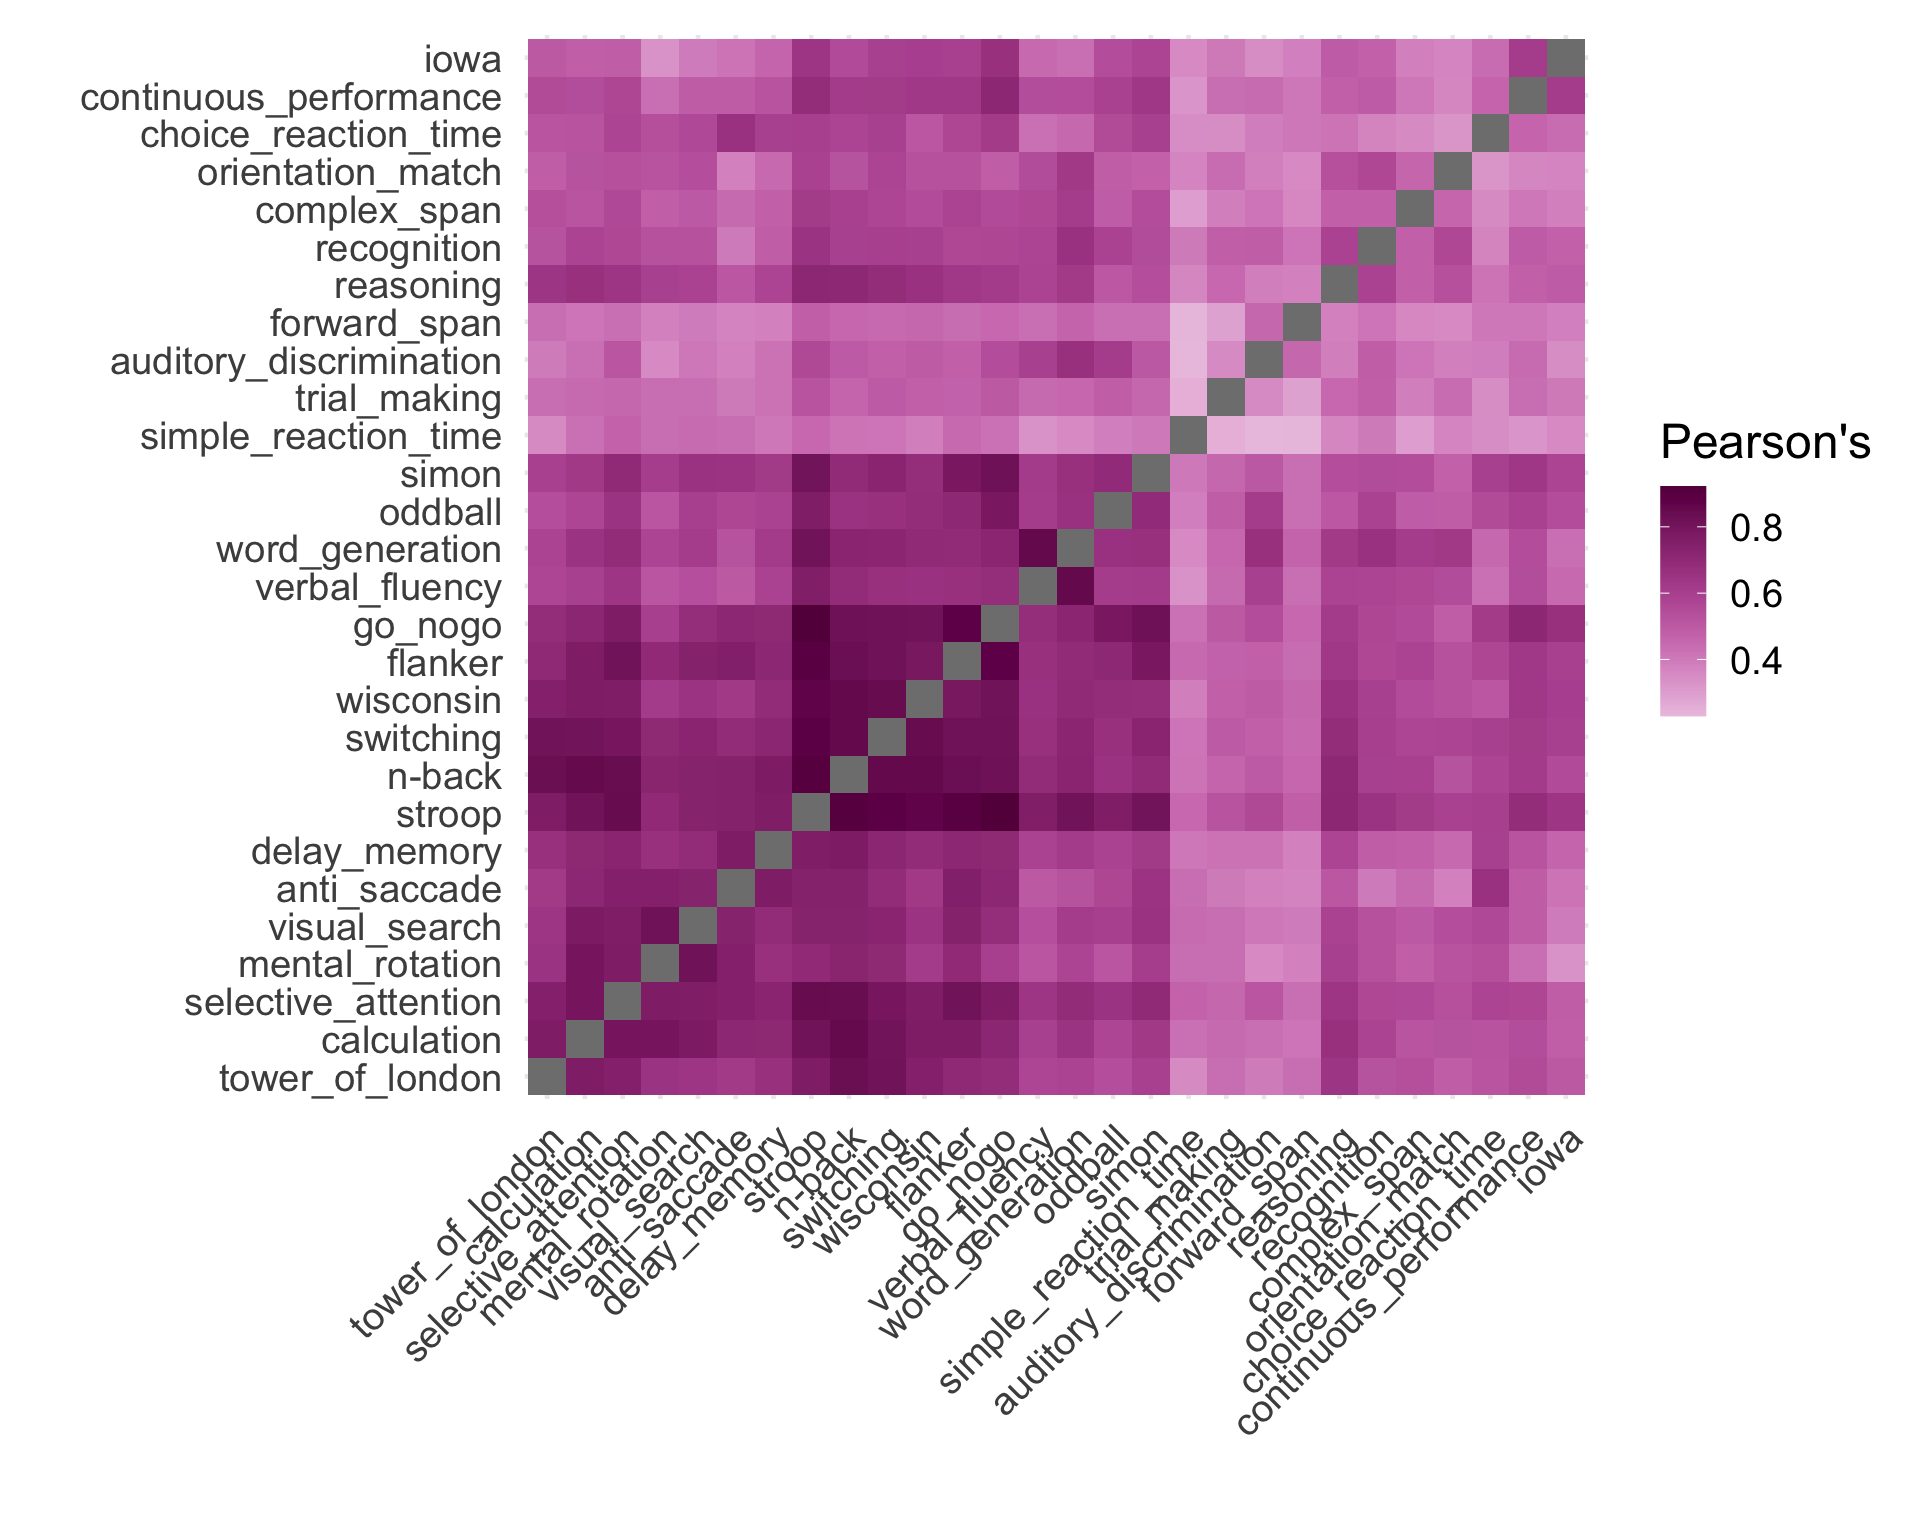 iowa
continuous_performance
choice_reaction_time
orientation_match
complex_span
recognition
reasoning
forward_span
auditory_discrimination
trial_making
simple_reaction_time
simon
oddball
word_generation
verbal_fluency
go_nogo
flanker
wisconsin
switching
n-back
stroop
delay_memory
anti_saccade
visual_search
mental_rotation
selective_attention
calculation
tower_of_london
tower_of_london
calculation
selective_attention
mental_rotation
visual_search
anti_saccade
delay_memory
stroop
n-back
switching
wisconsin
flanker
go_nogo
verbal_fluency
word_generation
oddball
simon
simple_reaction_time
trial_making
auditory_discrimination
forward_span
reasoning
recognition
complex_span
orientation_match
choice_reaction_time
continuous_performance
iowa
Pearson's
0.8
0.6
0.4